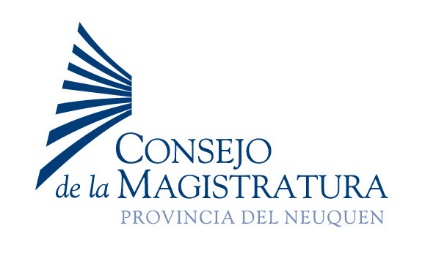 CONSEJO
de la MAGISTRATURA
PROVINCIA DEL NEUQUEN